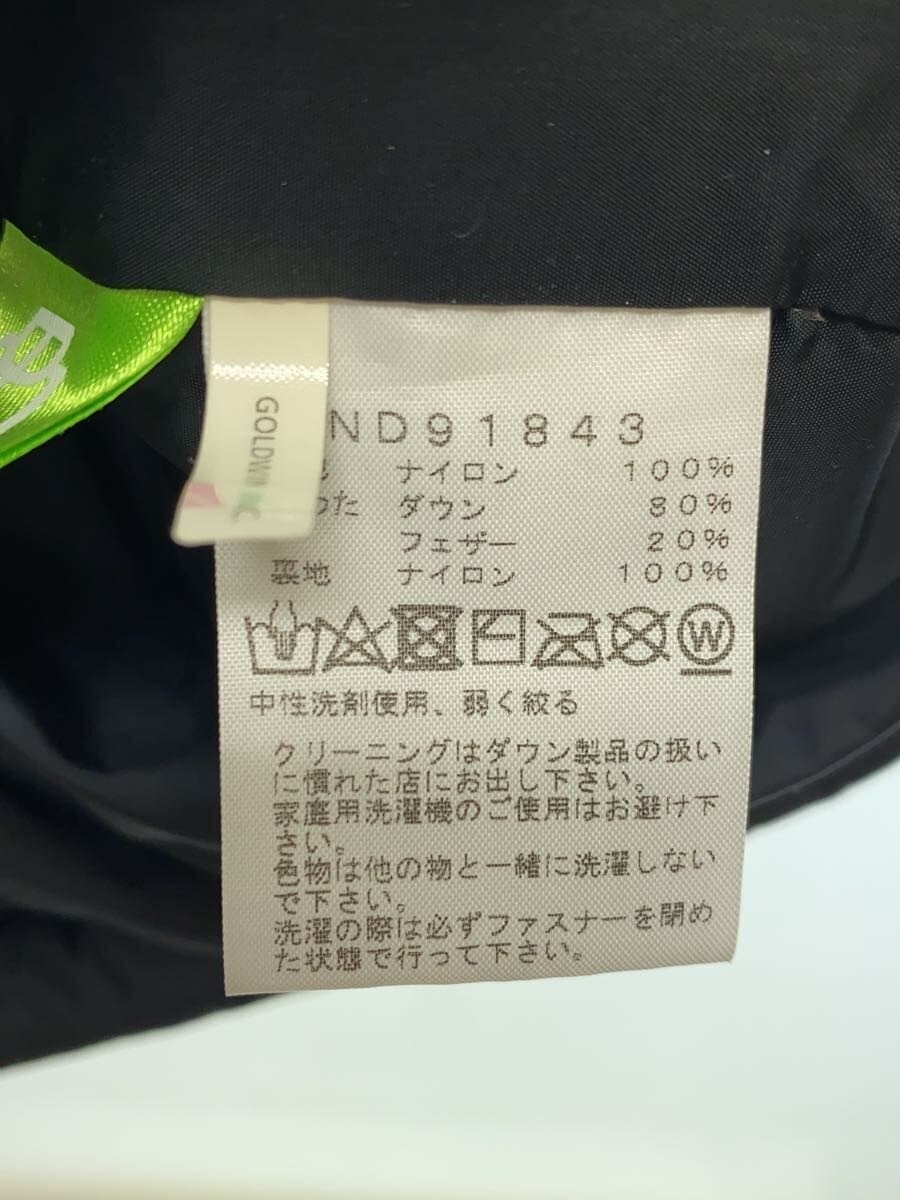 GOLDWIN
ND91843
ナイロン 100%
わた ダウン 80%
フェザー 20%
裏地 ナイロン 100%
W
中性洗剤使用、弱く絞る
クリーニングはダウン製品の扱い
に慣れた店にお出し下さい。
家庭用洗濯機のご使用はお避け下
さい。
色物は他の物と一緒に洗濯しない
で下さい。
洗濯の際は必ずファスナーを閉め
た状態で行って下さい。